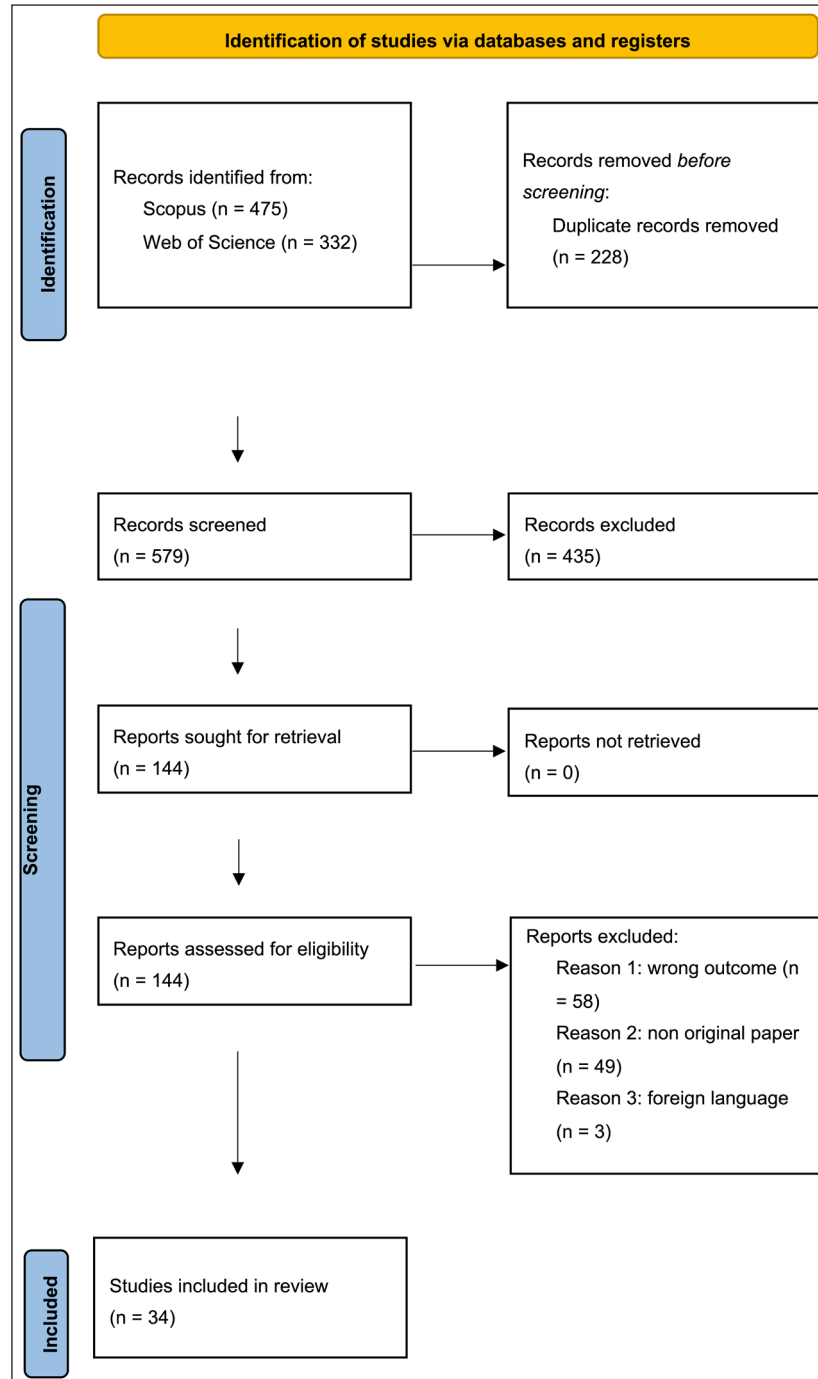 Identification of studies via databases and registers
Identification
Records identified from:
Scopus (n = 475)
Web of Science (n = 332)
Records removed before
screening:
Duplicate records removed
(n = 228)
Records screened
(n = 579)
Records excluded
(n = 435)
Screening
Reports sought for retrieval
(n = 144)
Reports not retrieved
(n = 0)
Reports assessed for eligibility
(n = 144)
Reports excluded:
Reason 1: wrong outcome (n
= 58)
Reason 2: non original paper
(n = 49)
Reason 3: foreign language
(n = 3)
Included
Studies included in review
(n = 34)